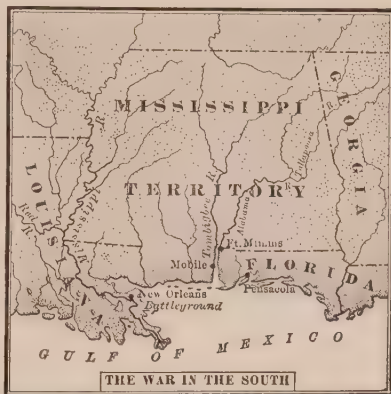 MISSISSIPPI
TERRITORY
GEORGIA
LOUISIANA
FLORIDA
Mississippi R.
Red R.
Tombigbee R.
Alabama R.
Tallapoosa R.
Ft. Mimms
Mobile
Pensacola
New Orleans
Battleground
GULF OF MEXICO
THE WAR IN THE SOUTH